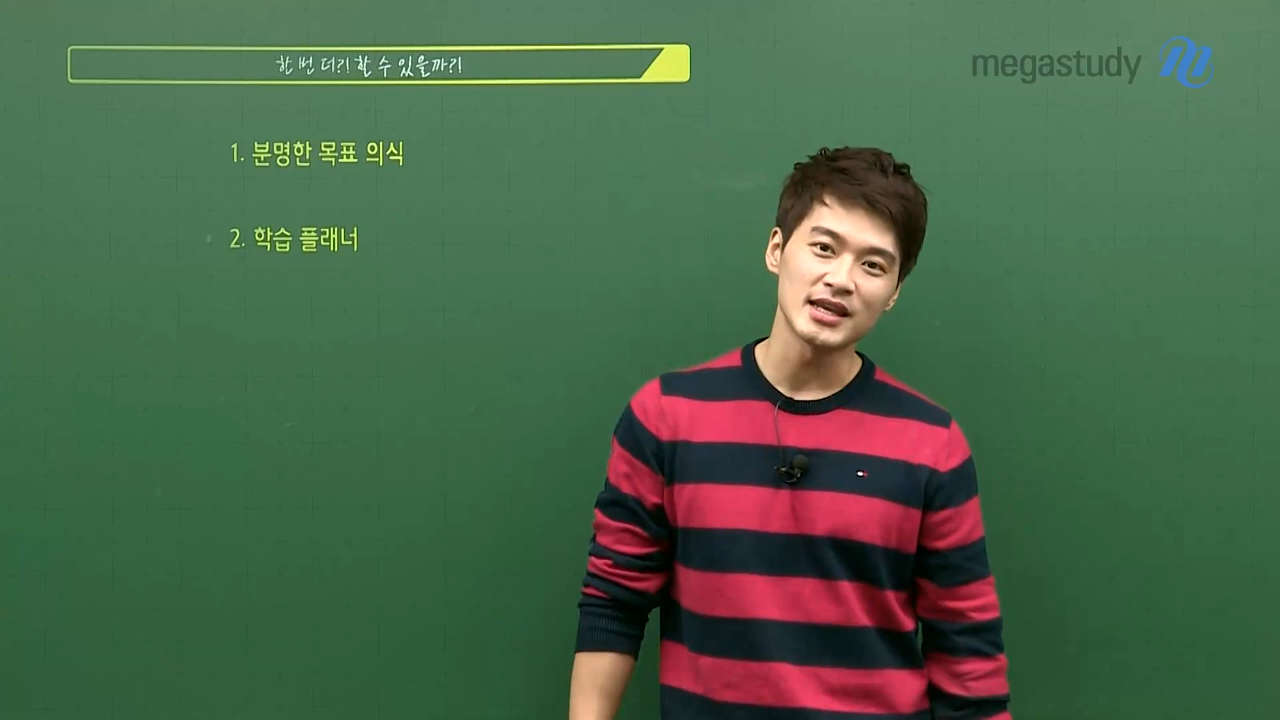 한 번 더?! 할 수 있을까?!
megastudy
1. 분명한 목표 의식
2. 학습 플래너